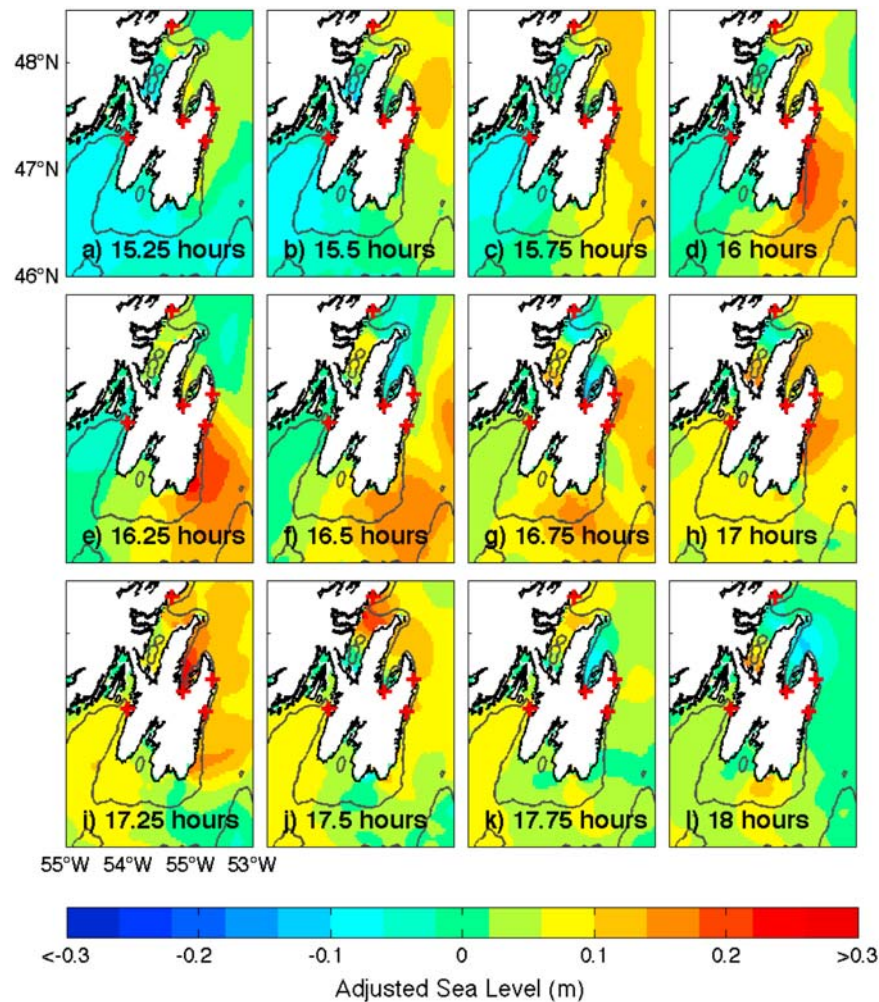 48°N
47°N
46°N
a) 15.25 hours
b) 15.5 hours
c) 15.75 hours
d) 16 hours
e) 16.25 hours
f) 16.5 hours
g) 16.75 hours
h) 17 hours
i) 17.25 hours
j) 17.5 hours
k) 17.75 hours
l) 18 hours
55°W 54°W 55°W 53°W
<-0.3 -0.2 -0.1 0 0.1 0.2 >0.3
Adjusted Sea Level (m)